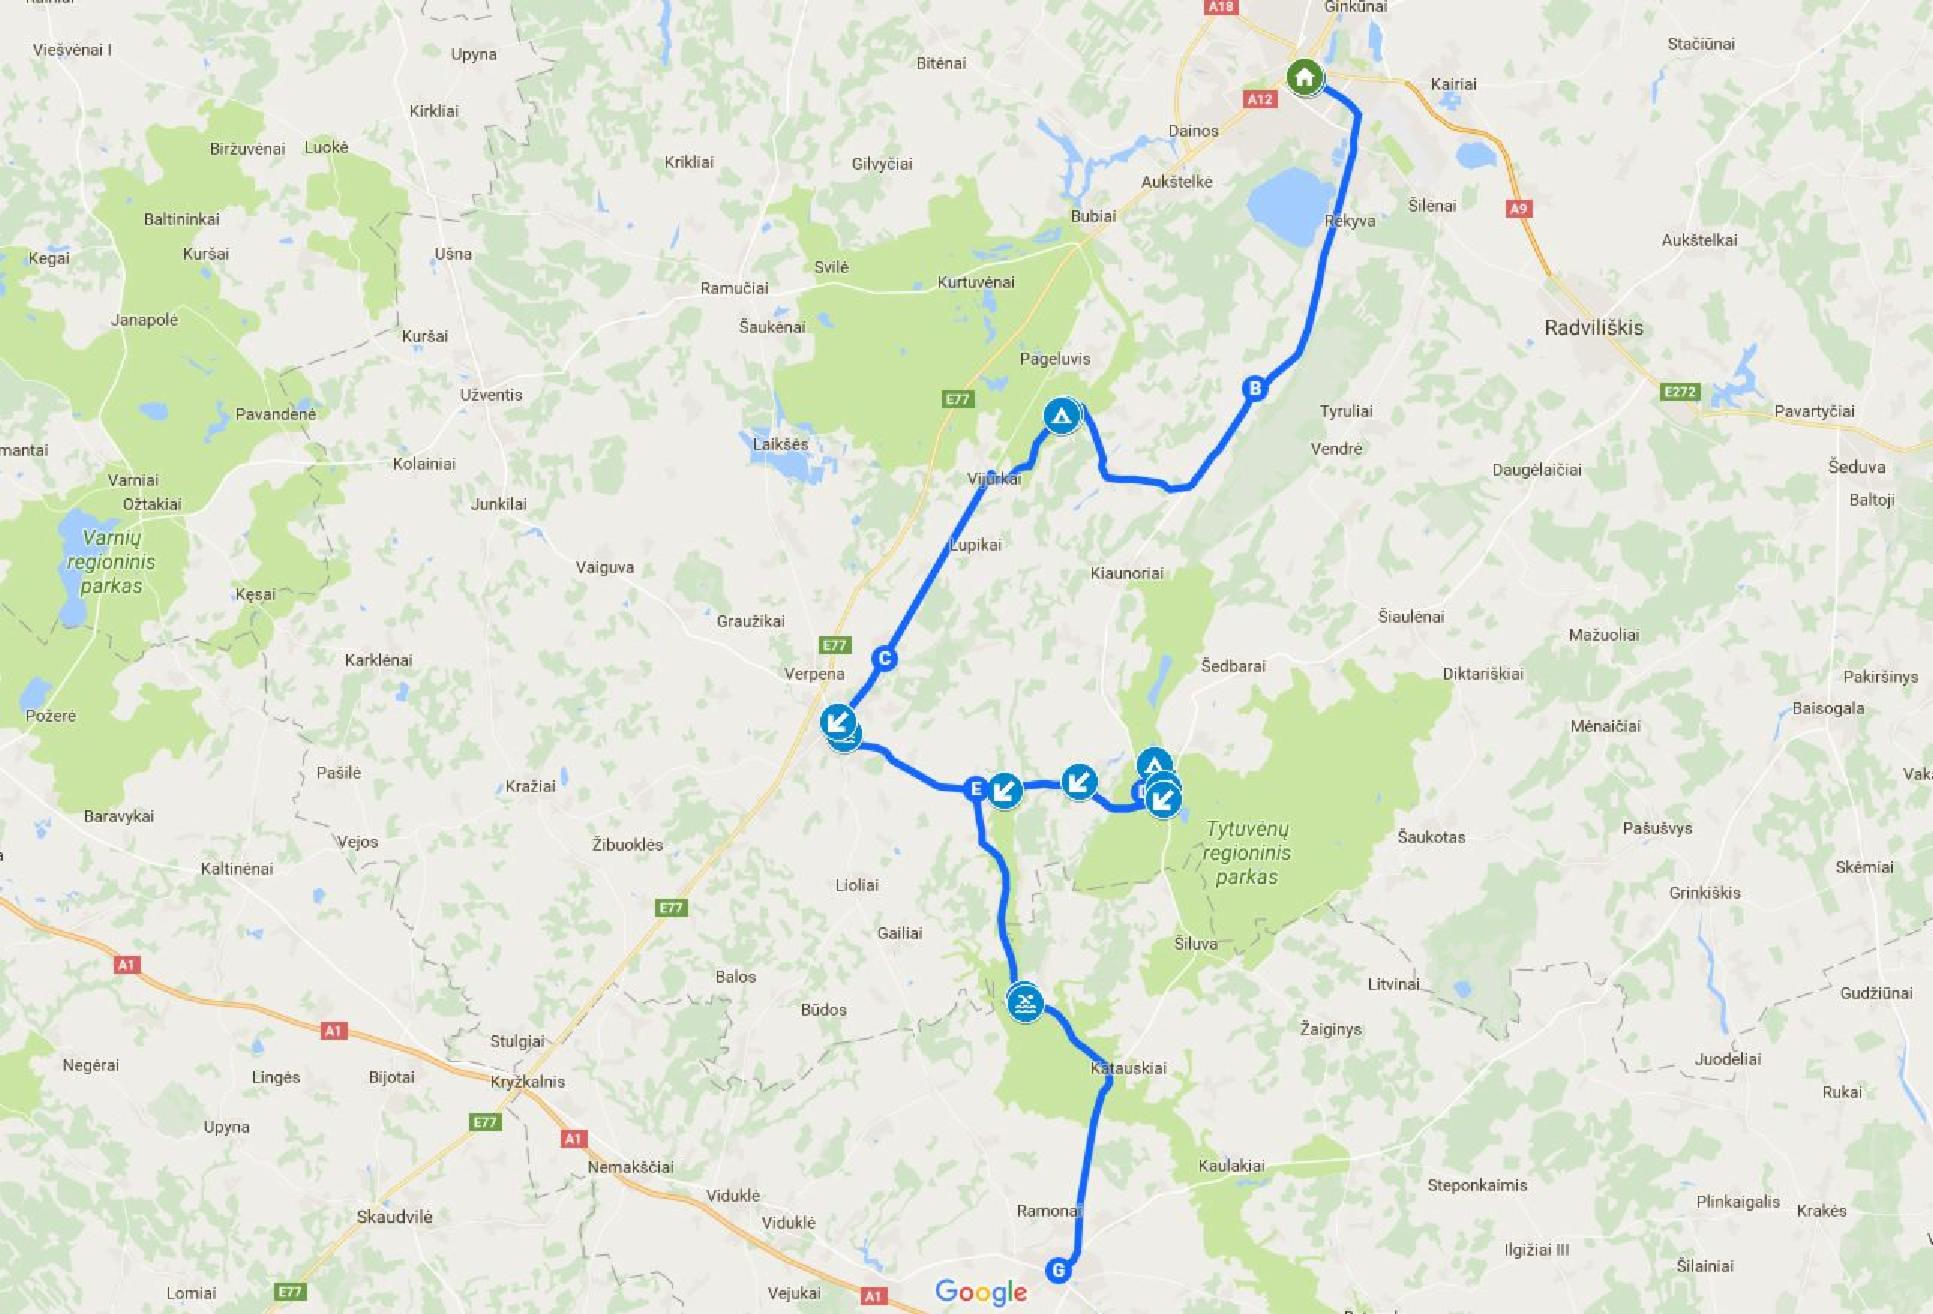 A18
Ginkūnai
Viešvėnai I
Upyna
Stačiūnai
Bitėnai
Kairiai
A12
Kirkliai
Dainos
Biržuvėnai
Luokė
Krikliai
Gilvyčiai
Aukštelkė
Šilėnai
A9
Baltininkai
Bubiai
Rėkyva
Aukštelkai
Kegai
Kuršai
Ušna
Svilė
Ramučiai
Kurtuvėnai
Janapolė
Kuršai
Šaukėnai
Radviliškis
Pageluvis
Užventis
E77
E272
Pavandenė
B
Tyruliai
Pavartyčiai
mantai
Laikšės
Vendrė
Kolainiai
Varniai
Vijurkai
Daugėlaičiai
Šeduva
Ožtakiai
Junkilai
Baltoji
Varnių
regioninis
parkas
Lupikai
Vaiguva
Kiaunoriai
Kęsai
Graužikai
Šiaulėnai
Mažuoliai
E77
Karklėnai
C
Verpena
Šedbarai
Diktariškiai
Pakiršinys
Požerė
Baisogala
Mėnaičiai
Pašilė
Kražiai
E
D
Baravykai
Vejos
Žibuoklės
Tytuvėnų
regioninis
parkas
Pašušvys
Šaukotas
Kaltinėnai
Skėmiai
Lioliai
Grinkiškis
E77
Gailiai
Šiluva
A1
Balos
Litvinai
Gudžiūnai
Būdos
A1
Žaiginys
Stulgiai
Juodeliai
Negėrai
Lingės
Bijotai
Kryžkalnis
Katauskiai
Rukai
E77
Upyna
A1
Nemakščiai
Kaulakiai
Steponkaimis
Viduklė
Plinkaigalis
Krakės
Skaudvilė
Viduklė
Ramonai
Ilgižiai III
Šilainiai
G
E77
Lomiai
Vejukai
A1
Google